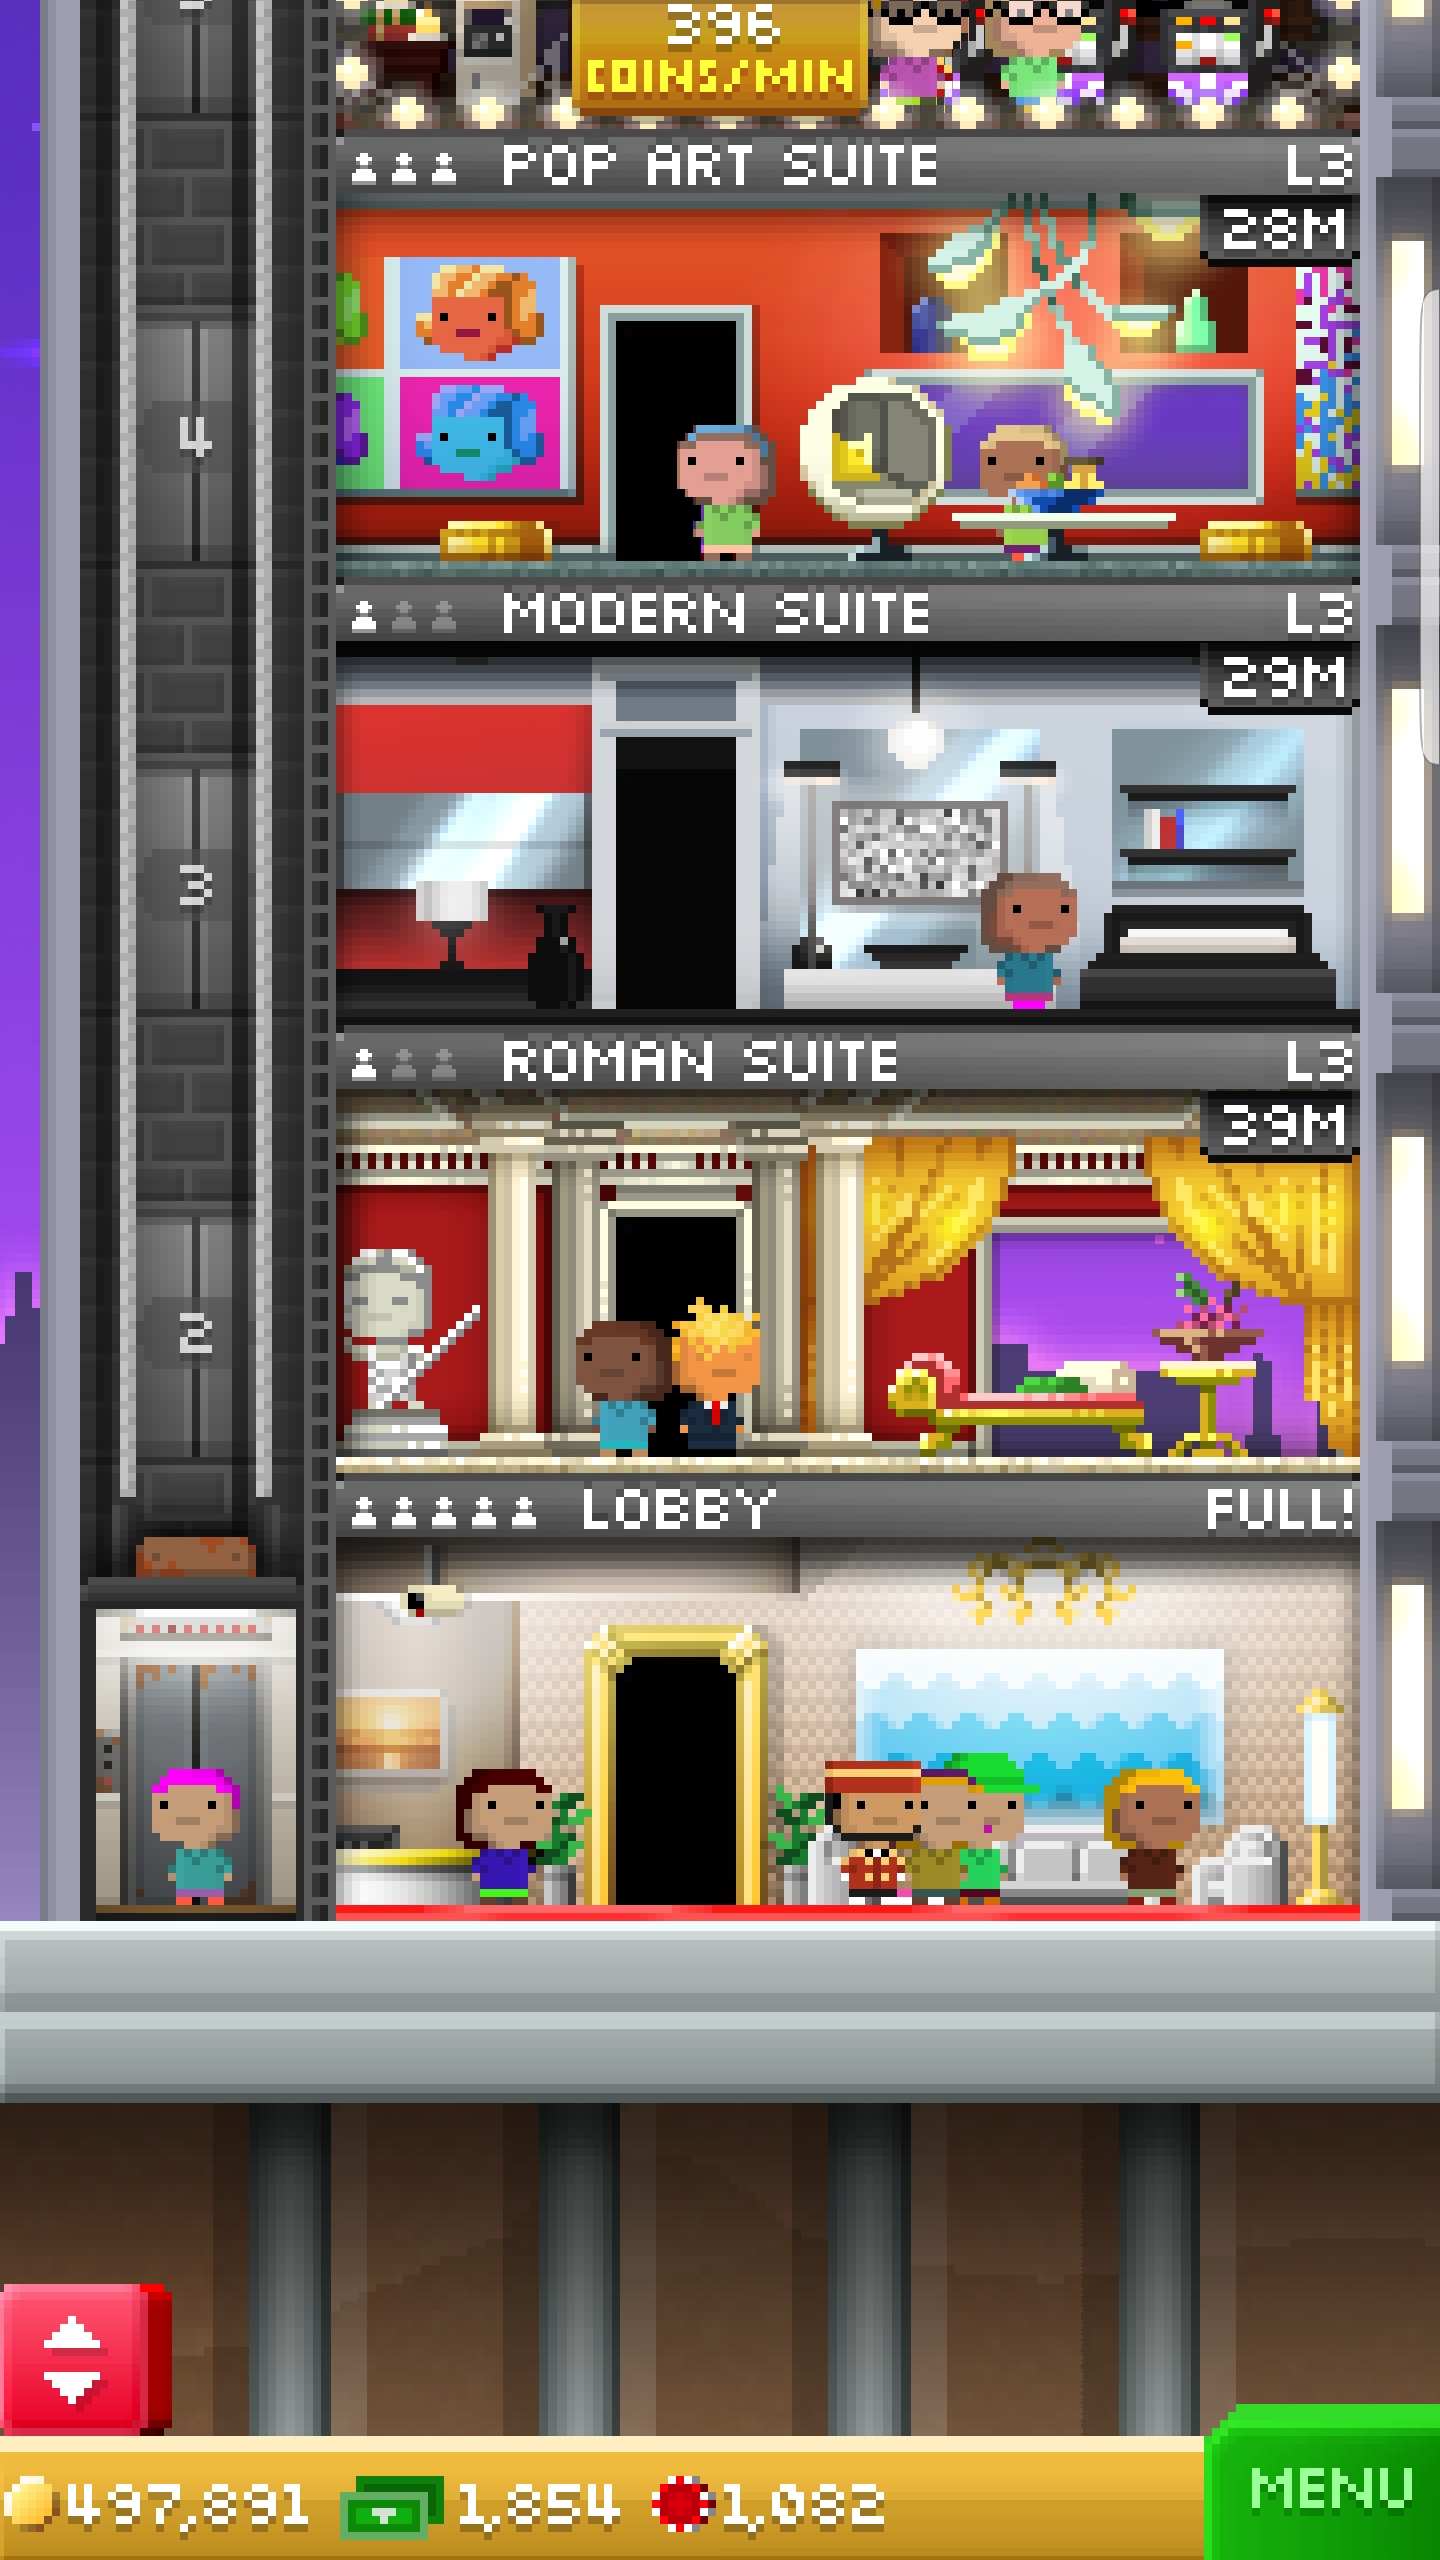 396
COINS/MIN
POP ART SUITE L3
28M
4
MODERN SUITE L3
29M
3
ROMAN SUITE L3
39M
2
LOBBY FULL!
497,891 1,854 1,082 MENU